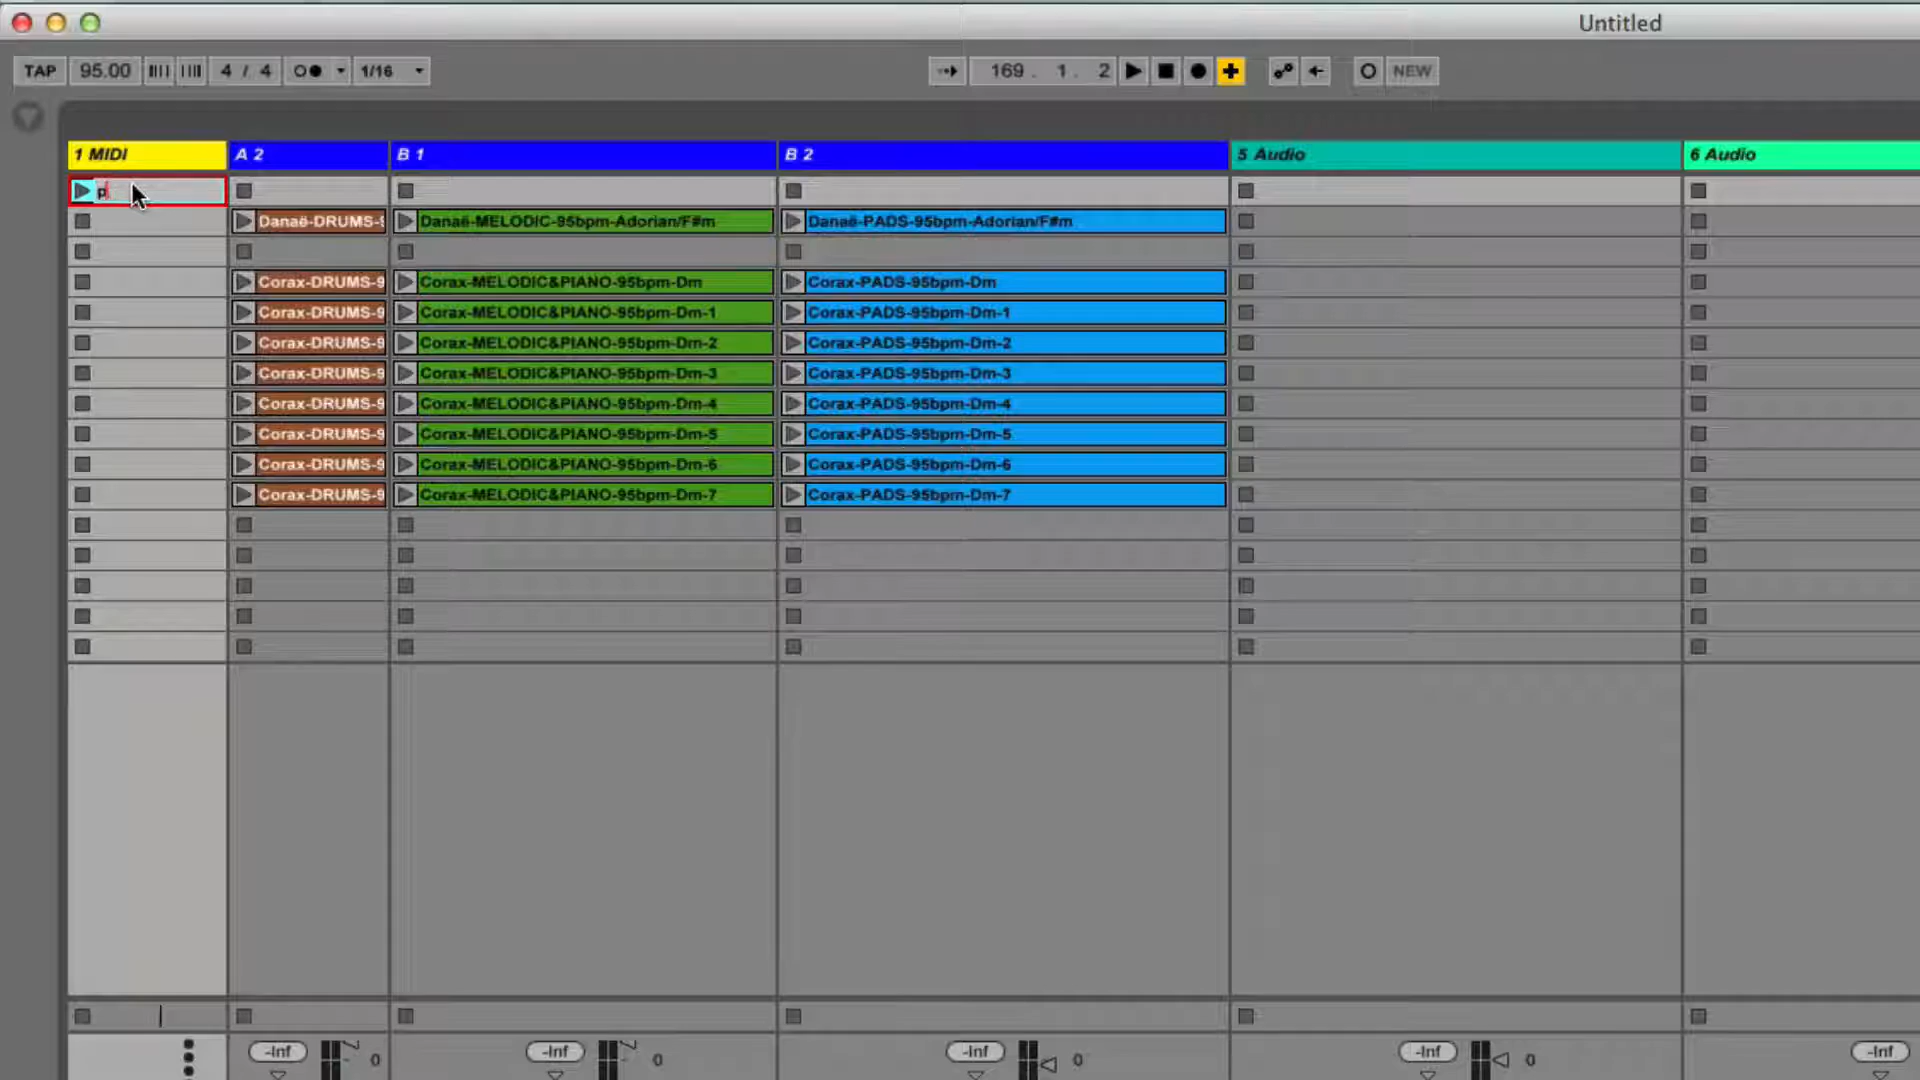 Untitled
TAP 95.00 4 / 4 1/16 169 . 1 . 2 NEW
1 MIDI A 2 B 1 B 2 5 Audio 6 Audio
p
Danaë-DRUMS-9 Danaë-MELODIC-95bpm-Adorian/F#m Danaë-PADS-95bpm-Adorian/F#m
Corax-DRUMS-9 Corax-MELODIC&PIANO-95bpm-Dm Corax-PADS-95bpm-Dm
Corax-DRUMS-9 Corax-MELODIC&PIANO-95bpm-Dm-1 Corax-PADS-95bpm-Dm-1
Corax-DRUMS-9 Corax-MELODIC&PIANO-95bpm-Dm-2 Corax-PADS-95bpm-Dm-2
Corax-DRUMS-9 Corax-MELODIC&PIANO-95bpm-Dm-3 Corax-PADS-95bpm-Dm-3
Corax-DRUMS-9 Corax-MELODIC&PIANO-95bpm-Dm-4 Corax-PADS-95bpm-Dm-4
Corax-DRUMS-9 Corax-MELODIC&PIANO-95bpm-Dm-5 Corax-PADS-95bpm-Dm-5
Corax-DRUMS-9 Corax-MELODIC&PIANO-95bpm-Dm-6 Corax-PADS-95bpm-Dm-6
Corax-DRUMS-9 Corax-MELODIC&PIANO-95bpm-Dm-7 Corax-PADS-95bpm-Dm-7
-Inf 0 -Inf 0 -Inf 0 -Inf 0 -Inf